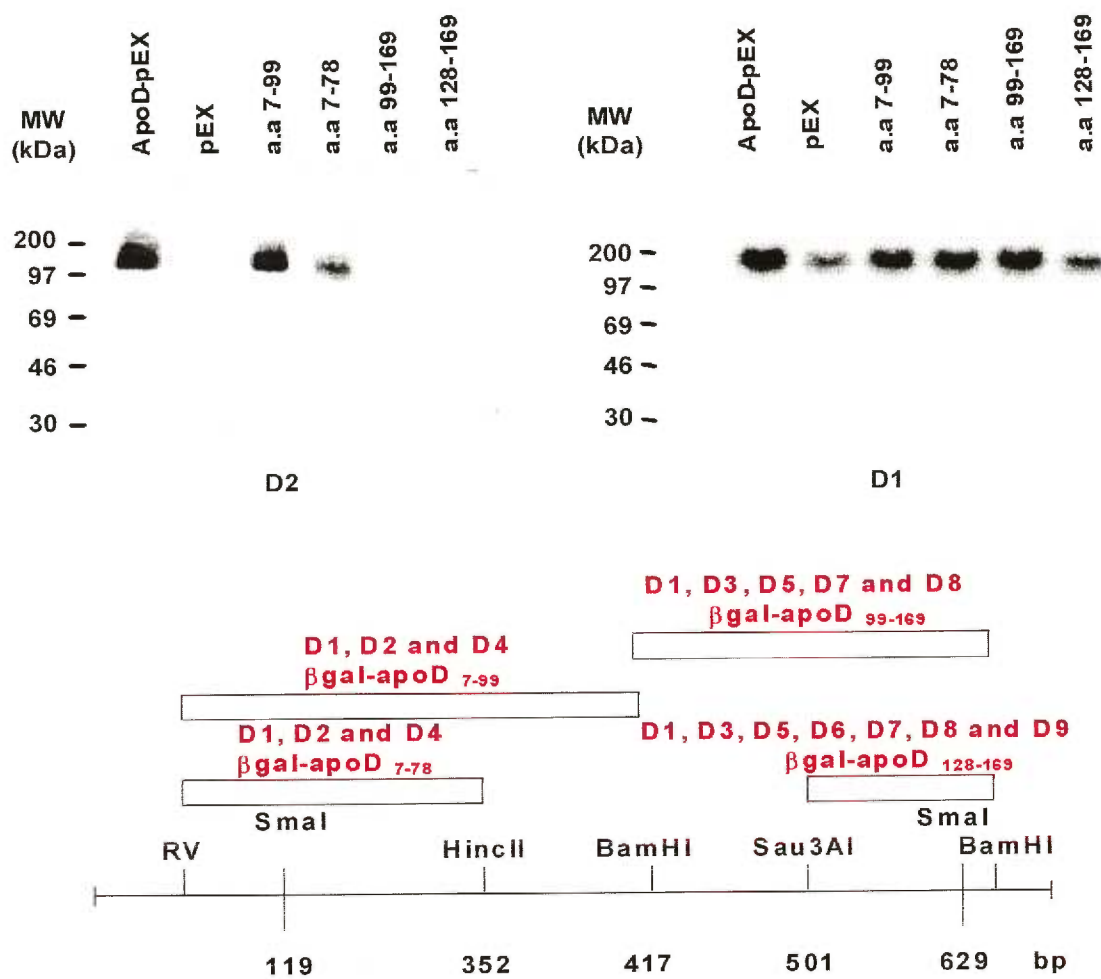 MW
(kDa)
ApoD-pEX
pEX
a.a 7-99
a.a 7-78
a.a 99-169
a.a 128-169
200
97
69
46
30
D2
MW
(kDa)
ApoD-pEX
pEX
a.a 7-99
a.a 7-78
a.a 99-169
a.a 128-169
200
97
69
46
30
D1
D1, D3, D5, D7 and D8
βgal-apoD 99-169
D1, D2 and D4
βgal-apoD 7-99
D1, D2 and D4
βgal-apoD 7-78
D1, D3, D5, D6, D7, D8 and D9
βgal-apoD 128-169
SmaI
SmaI
RV
HincII
BamHI
Sau3AI
BamHI
119
352
417
501
629
bp